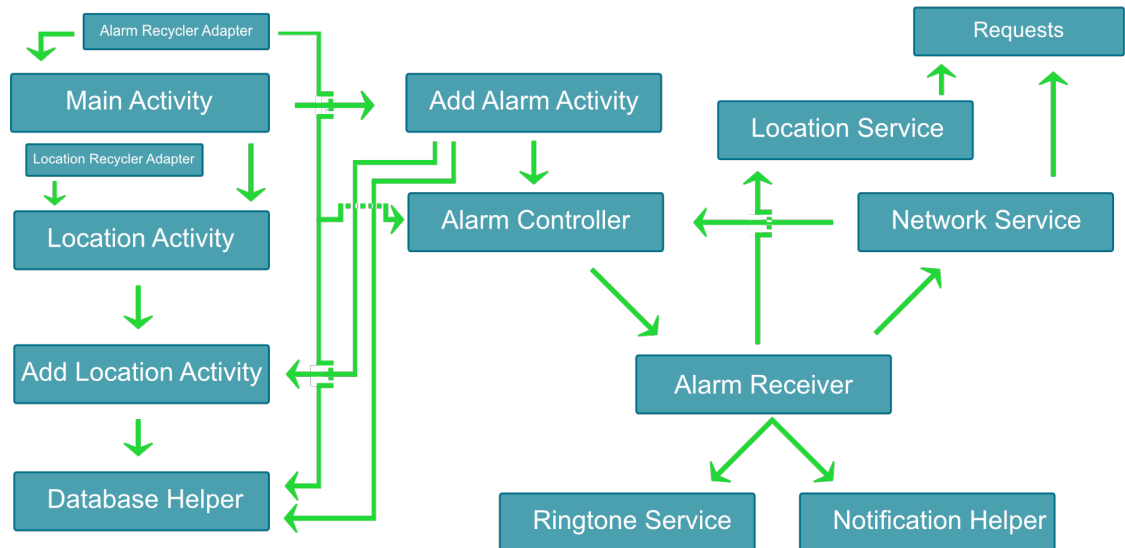 Alarm Recycler Adapter
Requests
Main Activity
Add Alarm Activity
Location Service
Location Recycler Adapter
Location Activity
Alarm Controller
Network Service
Add Location Activity
Alarm Receiver
Database Helper
Ringtone Service
Notification Helper